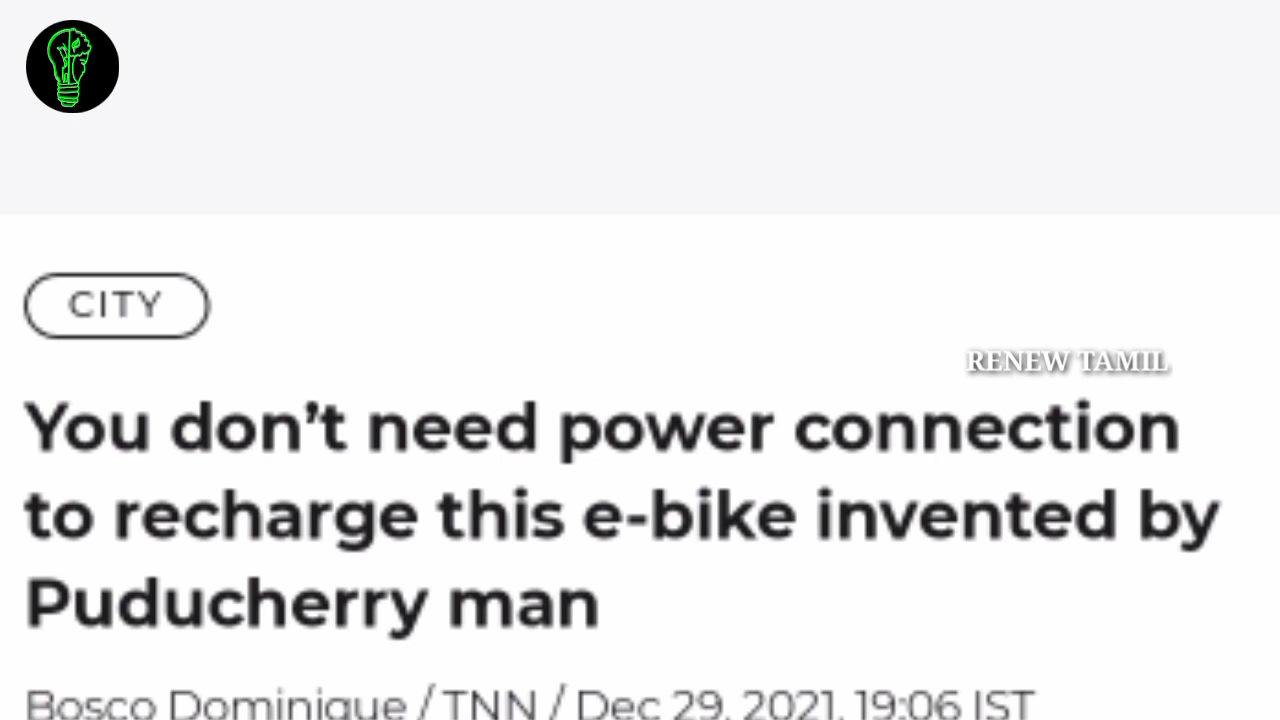 CITY
RENEW TAMIL
You don’t need power connection
to recharge this e-bike invented by
Puducherry man
Bosco Dominique / TNN / Dec 29, 2021, 19:06 IST